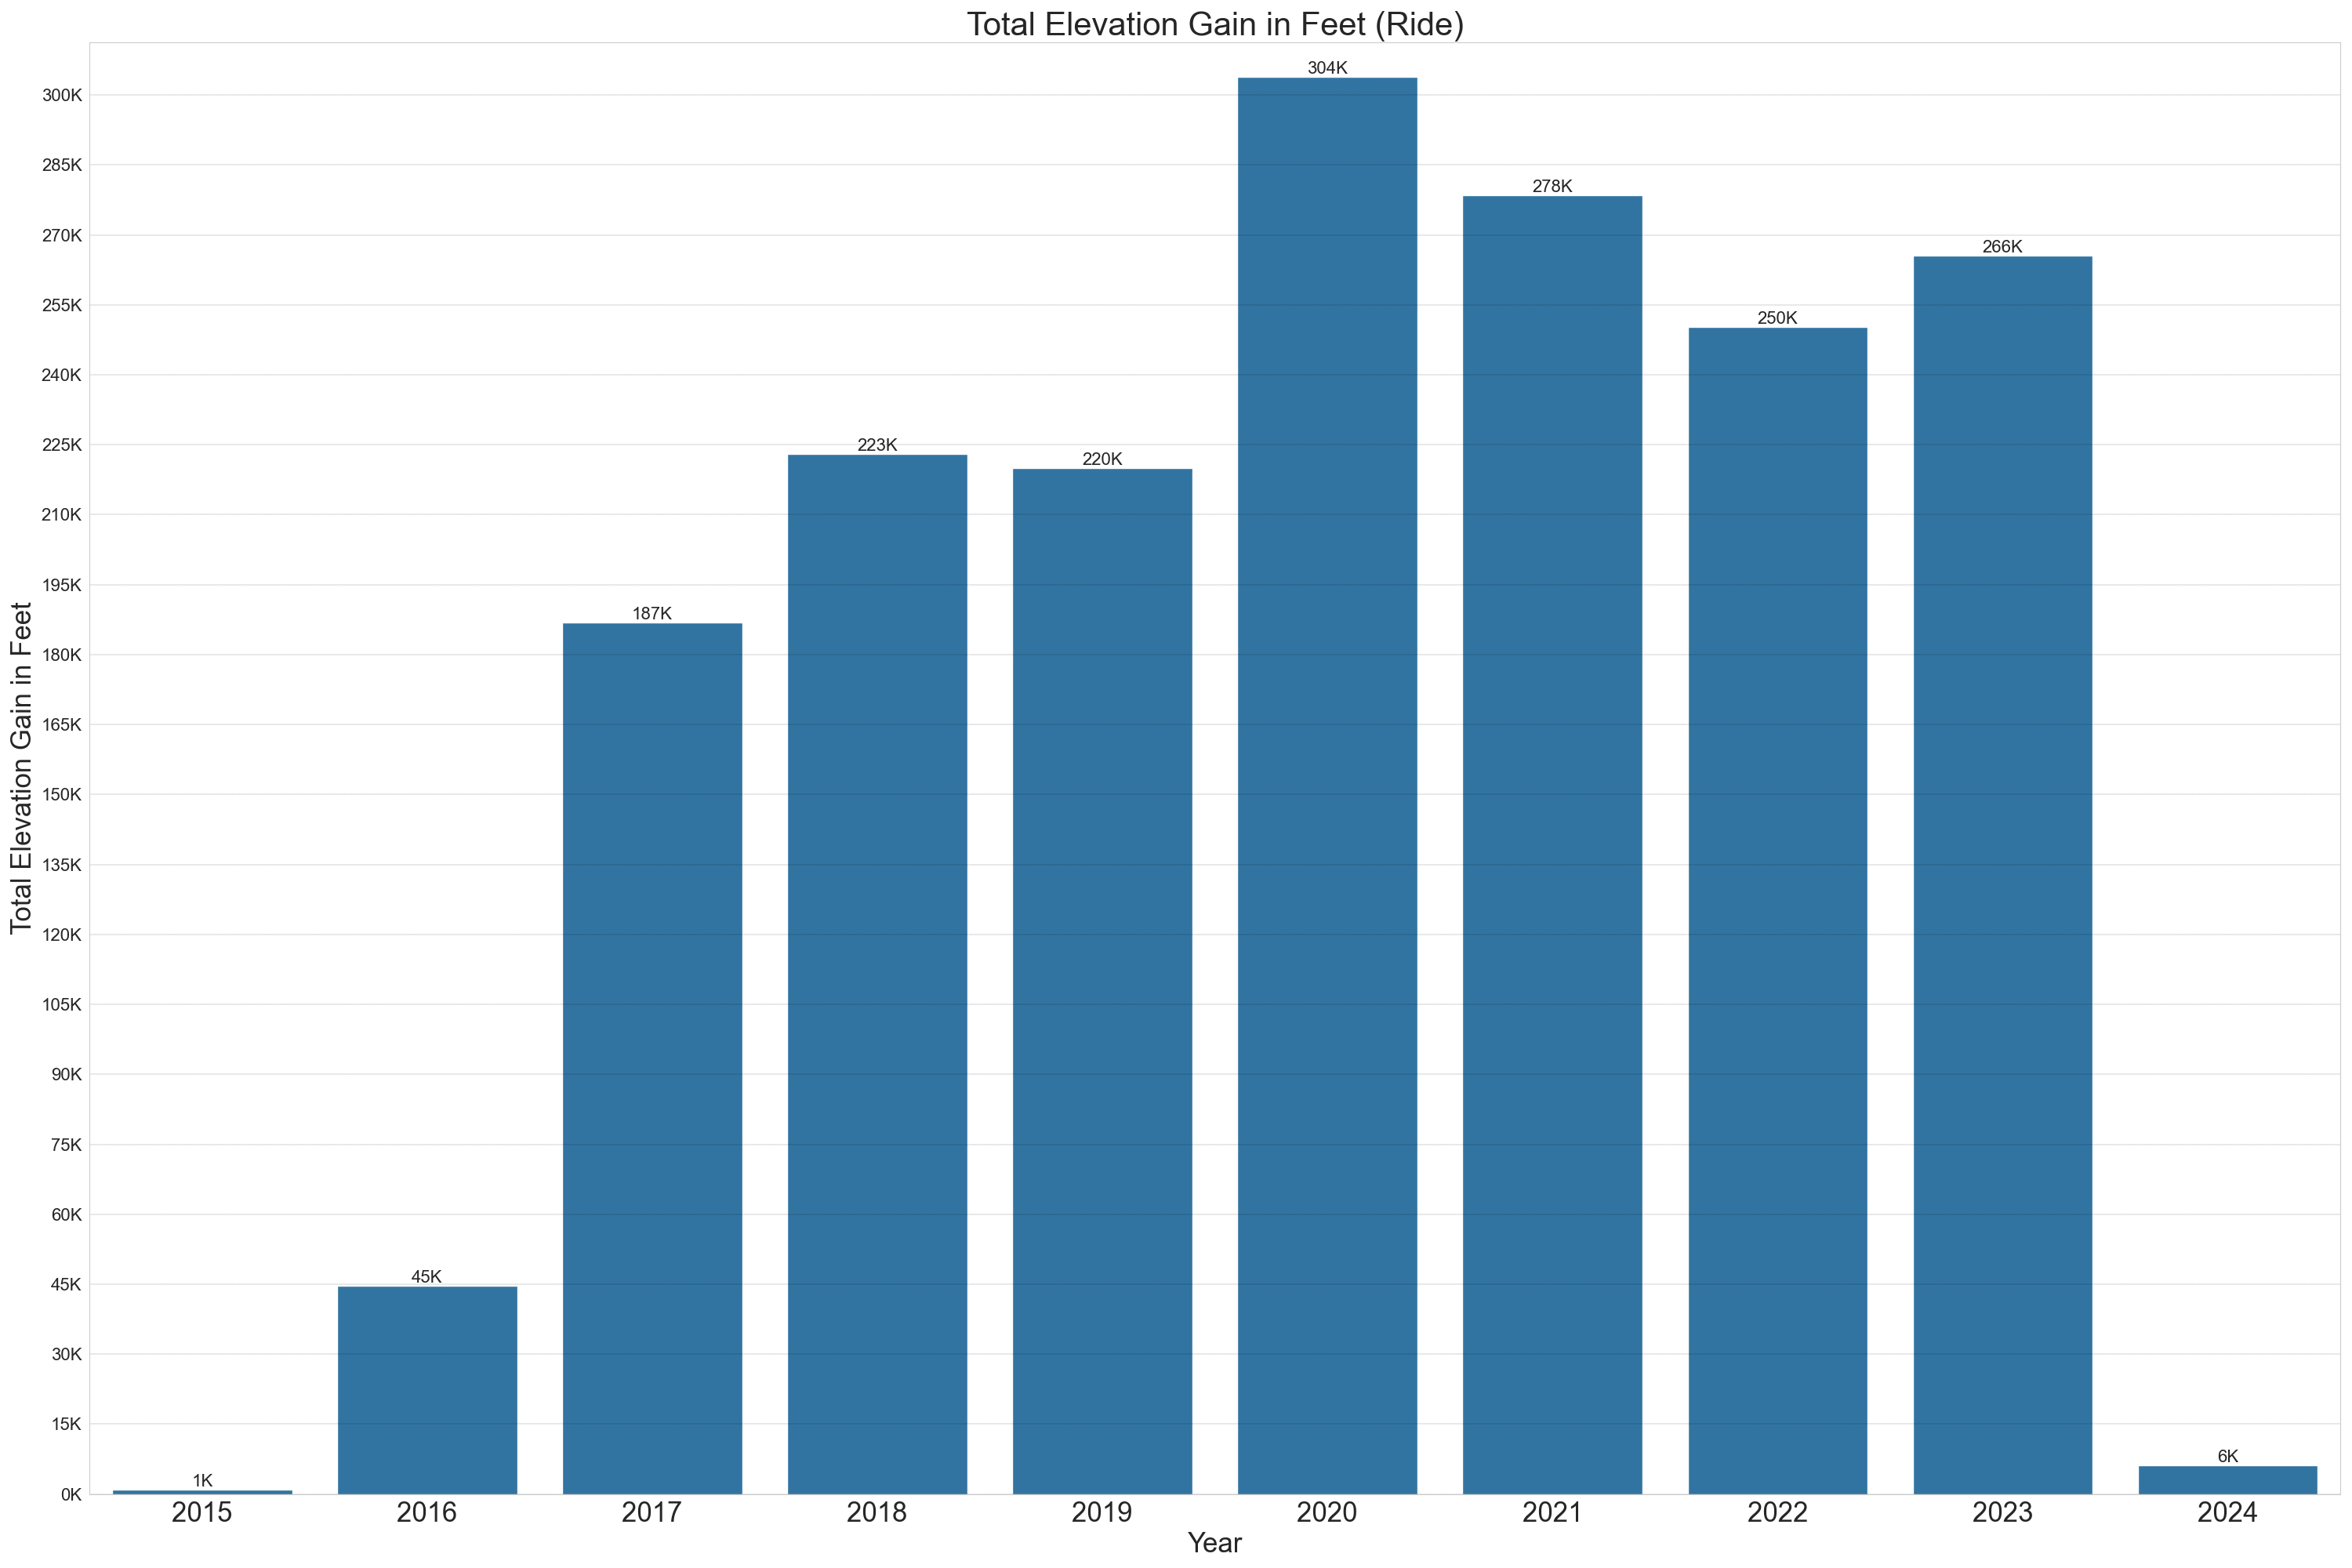 Total Elevation Gain in Feet (Ride)
Total Elevation Gain in Feet
300K
285K
270K
255K
240K
225K
210K
195K
180K
165K
150K
135K
120K
105K
90K
75K
60K
45K
30K
15K
0K
1K
45K
187K
223K
220K
304K
278K
250K
266K
6K
2015 2016 2017 2018 2019 2020 2021 2022 2023 2024
Year